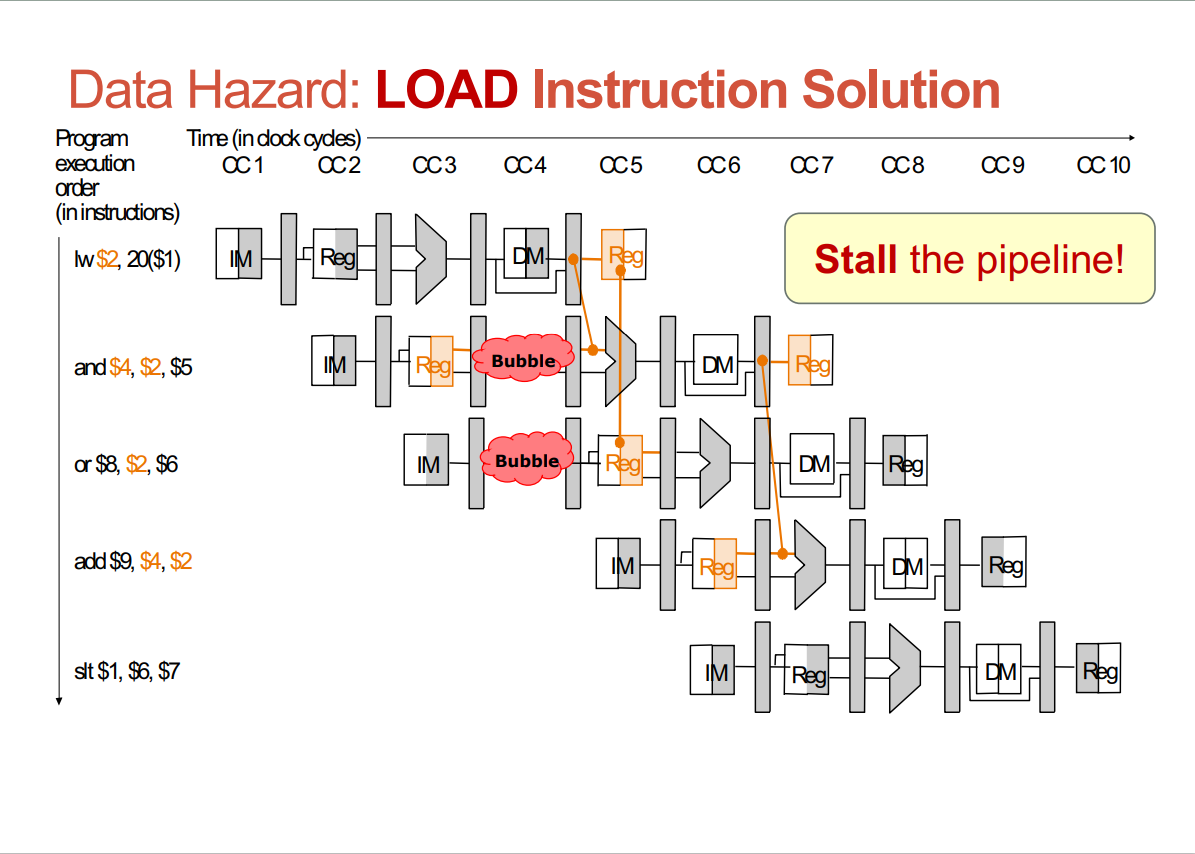 Data Hazard: LOAD Instruction Solution
Program
execution
order
(in instructions)
Time (in clock cycles)
CC 1 CC 2 CC 3 CC 4 CC 5 CC 6 CC 7 CC 8 CC 9 CC 10
Stall the pipeline!
lw $2, 20($1)
IM Reg DM Reg
and $4, $2, $5
IM Reg Bubble DM Reg
or $8, $2, $6
IM Bubble Reg DM Reg
add $9, $4, $2
IM Reg DM Reg
slt $1, $6, $7
IM Reg DM Reg